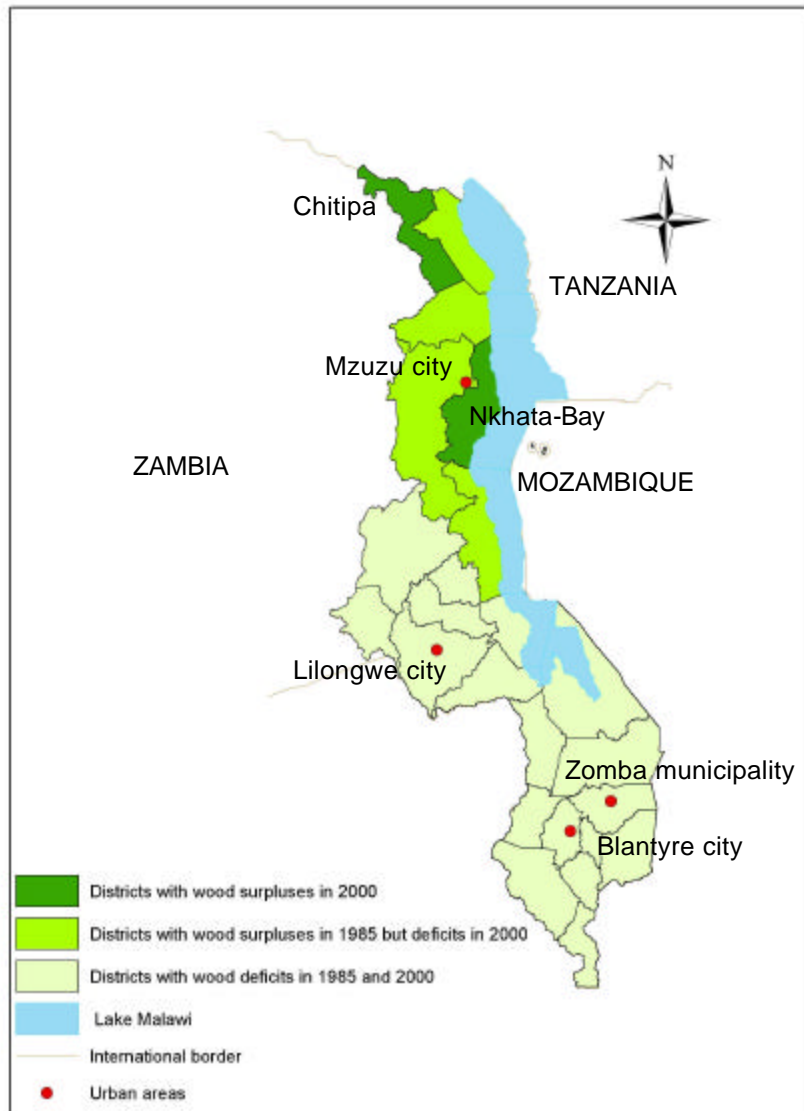 N
Chitipa
TANZANIA
Mzuzu city
Nkhata-Bay
ZAMBIA
MOZAMBIQUE
Lilongwe city
Zomba municipality
Blantyre city
Districts with wood surpluses in 2000
Districts with wood surpluses in 1985 but deficits in 2000
Districts with wood deficits in 1985 and 2000
Lake Malawi
International border
Urban areas